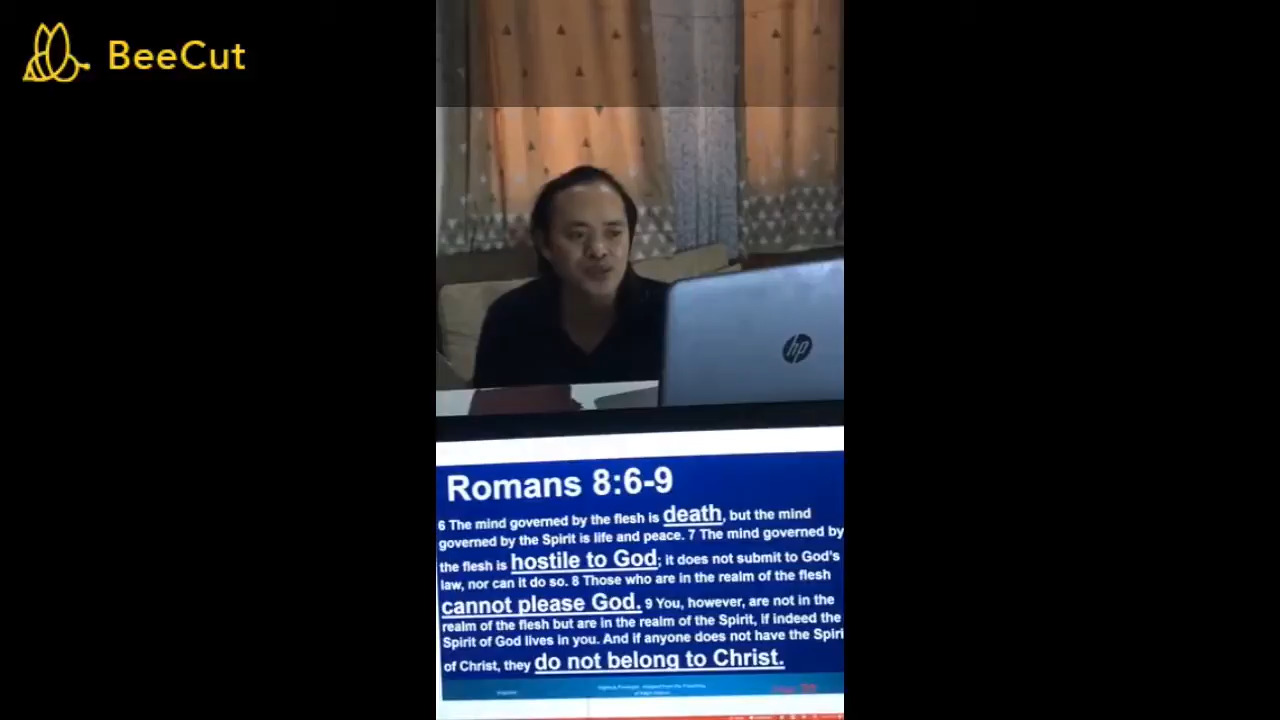 BeeCut
hp
Romans 8:6-9
6 The mind governed by the flesh is death, but the mind
governed by the Spirit is life and peace. 7 The mind governed by
the flesh is hostile to God; it does not submit to God's
law, nor can it do so. 8 Those who are in the realm of the flesh
cannot please God. 9 You, however, are not in the
realm of the flesh but are in the realm of the Spirit, if indeed the
Spirit of God lives in you. And if anyone does not have the Spiri
of Christ, they do not belong to Christ.